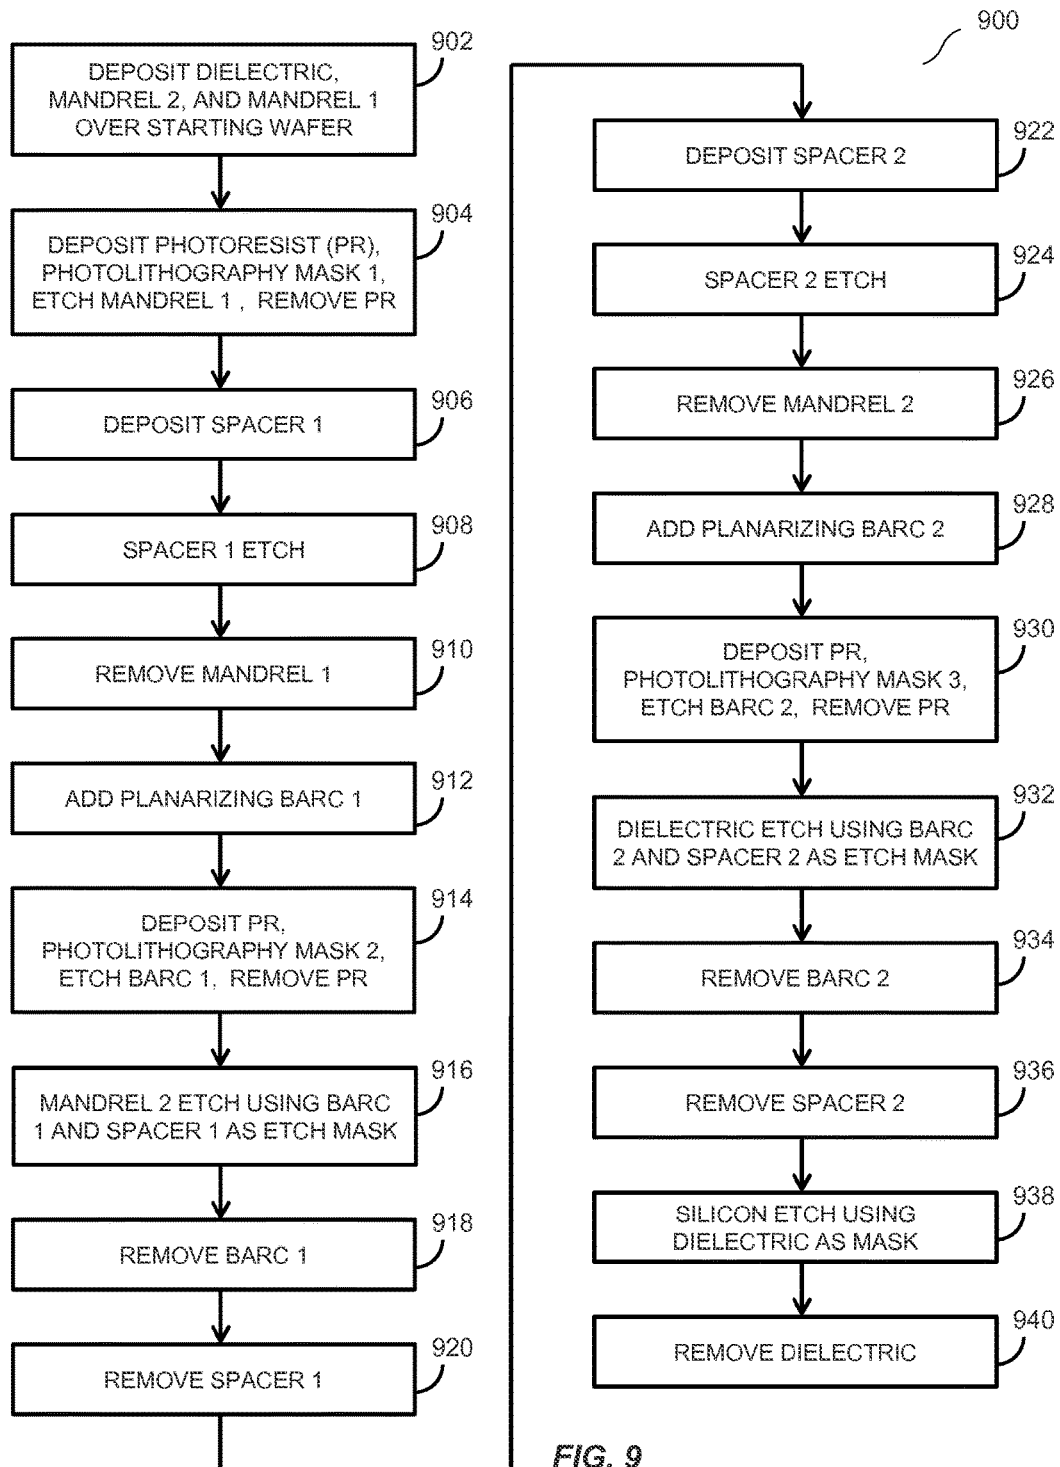 900
902
DEPOSIT DIELECTRIC,
MANDREL 2, AND MANDREL 1
OVER STARTING WAFER
904
DEPOSIT PHOTORESIST (PR),
PHOTOLITHOGRAPHY MASK 1,
ETCH MANDREL 1 , REMOVE PR
906
DEPOSIT SPACER 1
908
SPACER 1 ETCH
910
REMOVE MANDREL 1
912
ADD PLANARIZING BARC 1
914
DEPOSIT PR,
PHOTOLITHOGRAPHY MASK 2,
ETCH BARC 1, REMOVE PR
916
MANDREL 2 ETCH USING BARC
1 AND SPACER 1 AS ETCH MASK
918
REMOVE BARC 1
920
REMOVE SPACER 1
922
DEPOSIT SPACER 2
924
SPACER 2 ETCH
926
REMOVE MANDREL 2
928
ADD PLANARIZING BARC 2
930
DEPOSIT PR,
PHOTOLITHOGRAPHY MASK 3,
ETCH BARC 2, REMOVE PR
932
DIELECTRIC ETCH USING BARC
2 AND SPACER 2 AS ETCH MASK
934
REMOVE BARC 2
936
REMOVE SPACER 2
938
SILICON ETCH USING
DIELECTRIC AS MASK
940
REMOVE DIELECTRIC
FIG. 9